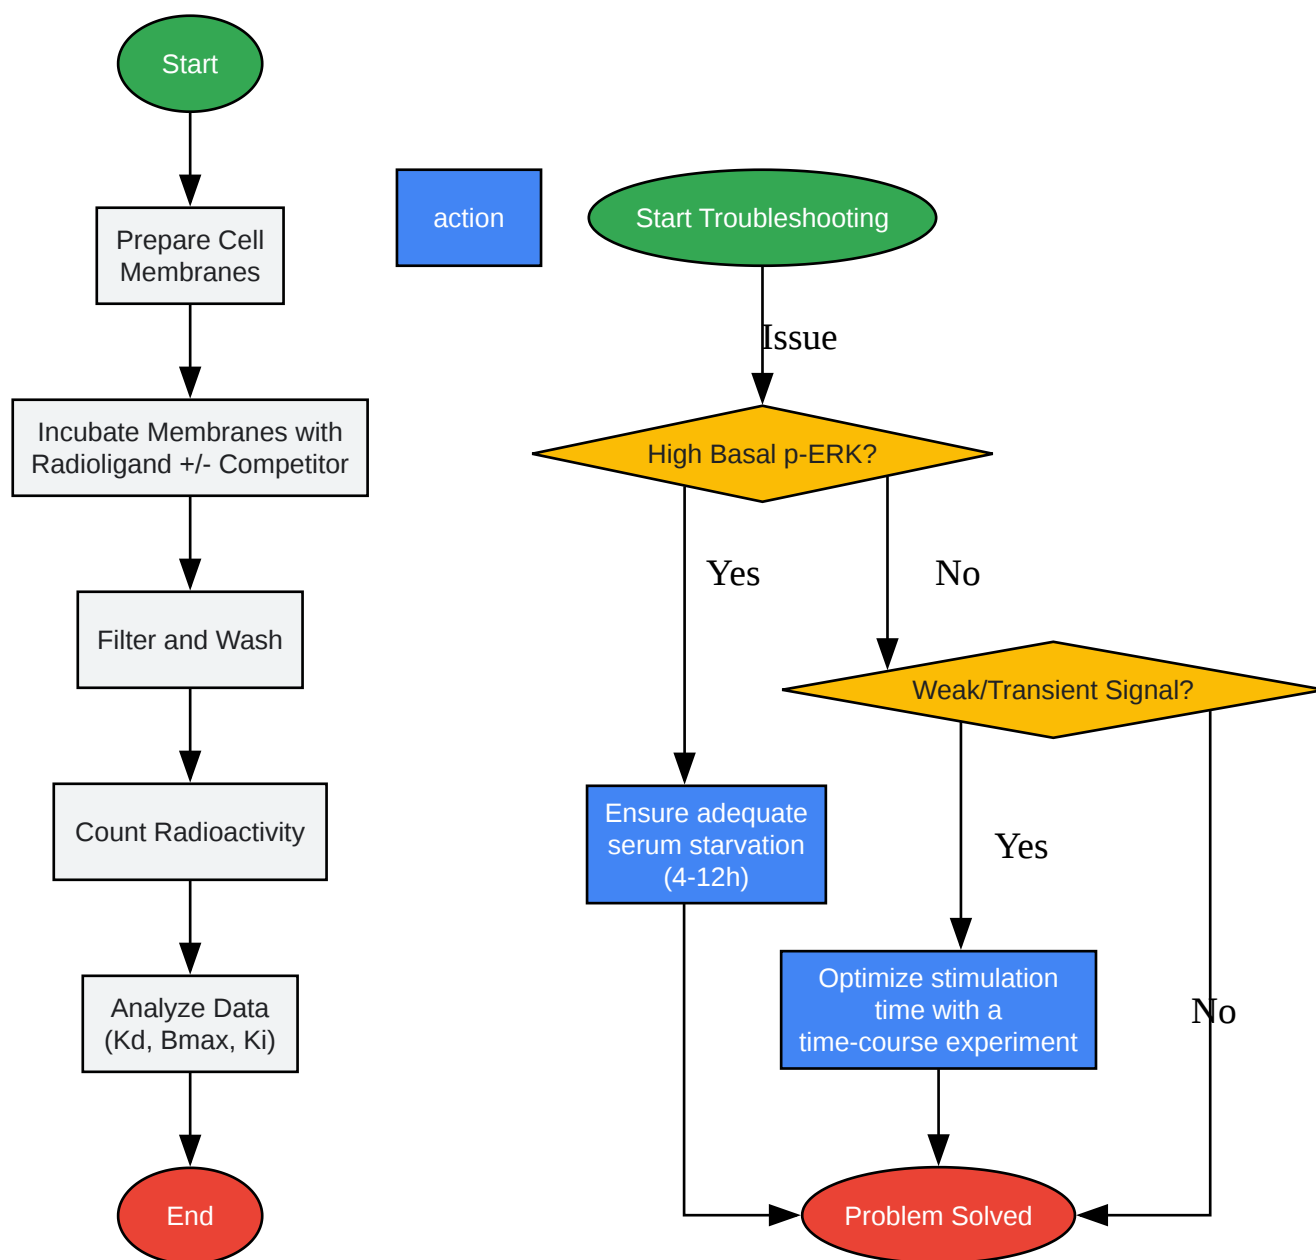 Start
Prepare Cell
Membranes
Incubate Membranes with
Radioligand +/- Competitor
Filter and Wash
Count Radioactivity
Analyze Data
(Kd, Bmax, Ki)
End
action
Start Troubleshooting
Issue
High Basal p-ERK?
Yes
No
Weak/Transient Signal?
Ensure adequate
serum starvation
(4-12h)
Yes
Optimize stimulation
time with a
time-course experiment
No
Problem Solved